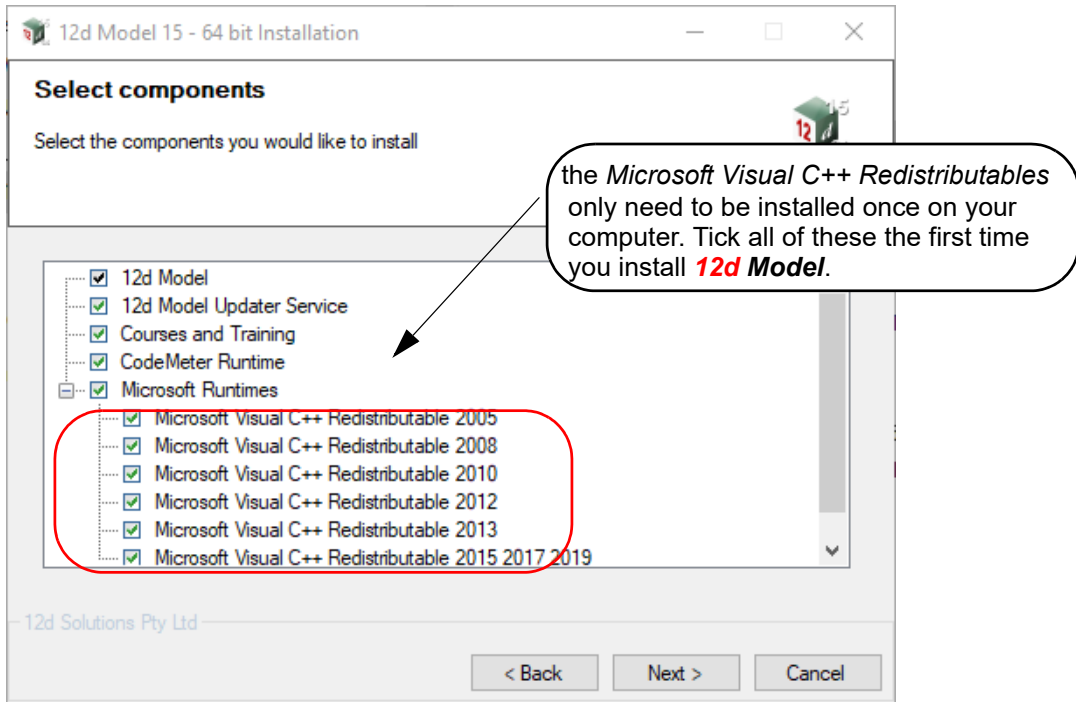 12d Model 15 - 64 bit Installation
Select components
Select the components you would like to install
15
12 d
the Microsoft Visual C++ Redistributables
only need to be installed once on your
computer. Tick all of these the first time
you install 12d Model.
12d Model
12d Model Updater Service
Courses and Training
CodeMeter Runtime
Microsoft Runtimes
Microsoft Visual C++ Redistributable 2005
Microsoft Visual C++ Redistributable 2008
Microsoft Visual C++ Redistributable 2010
Microsoft Visual C++ Redistributable 2012
Microsoft Visual C++ Redistributable 2013
Microsoft Visual C++ Redistributable 2015 2017 2019
12d Solutions Pty Ltd
< Back Next > Cancel